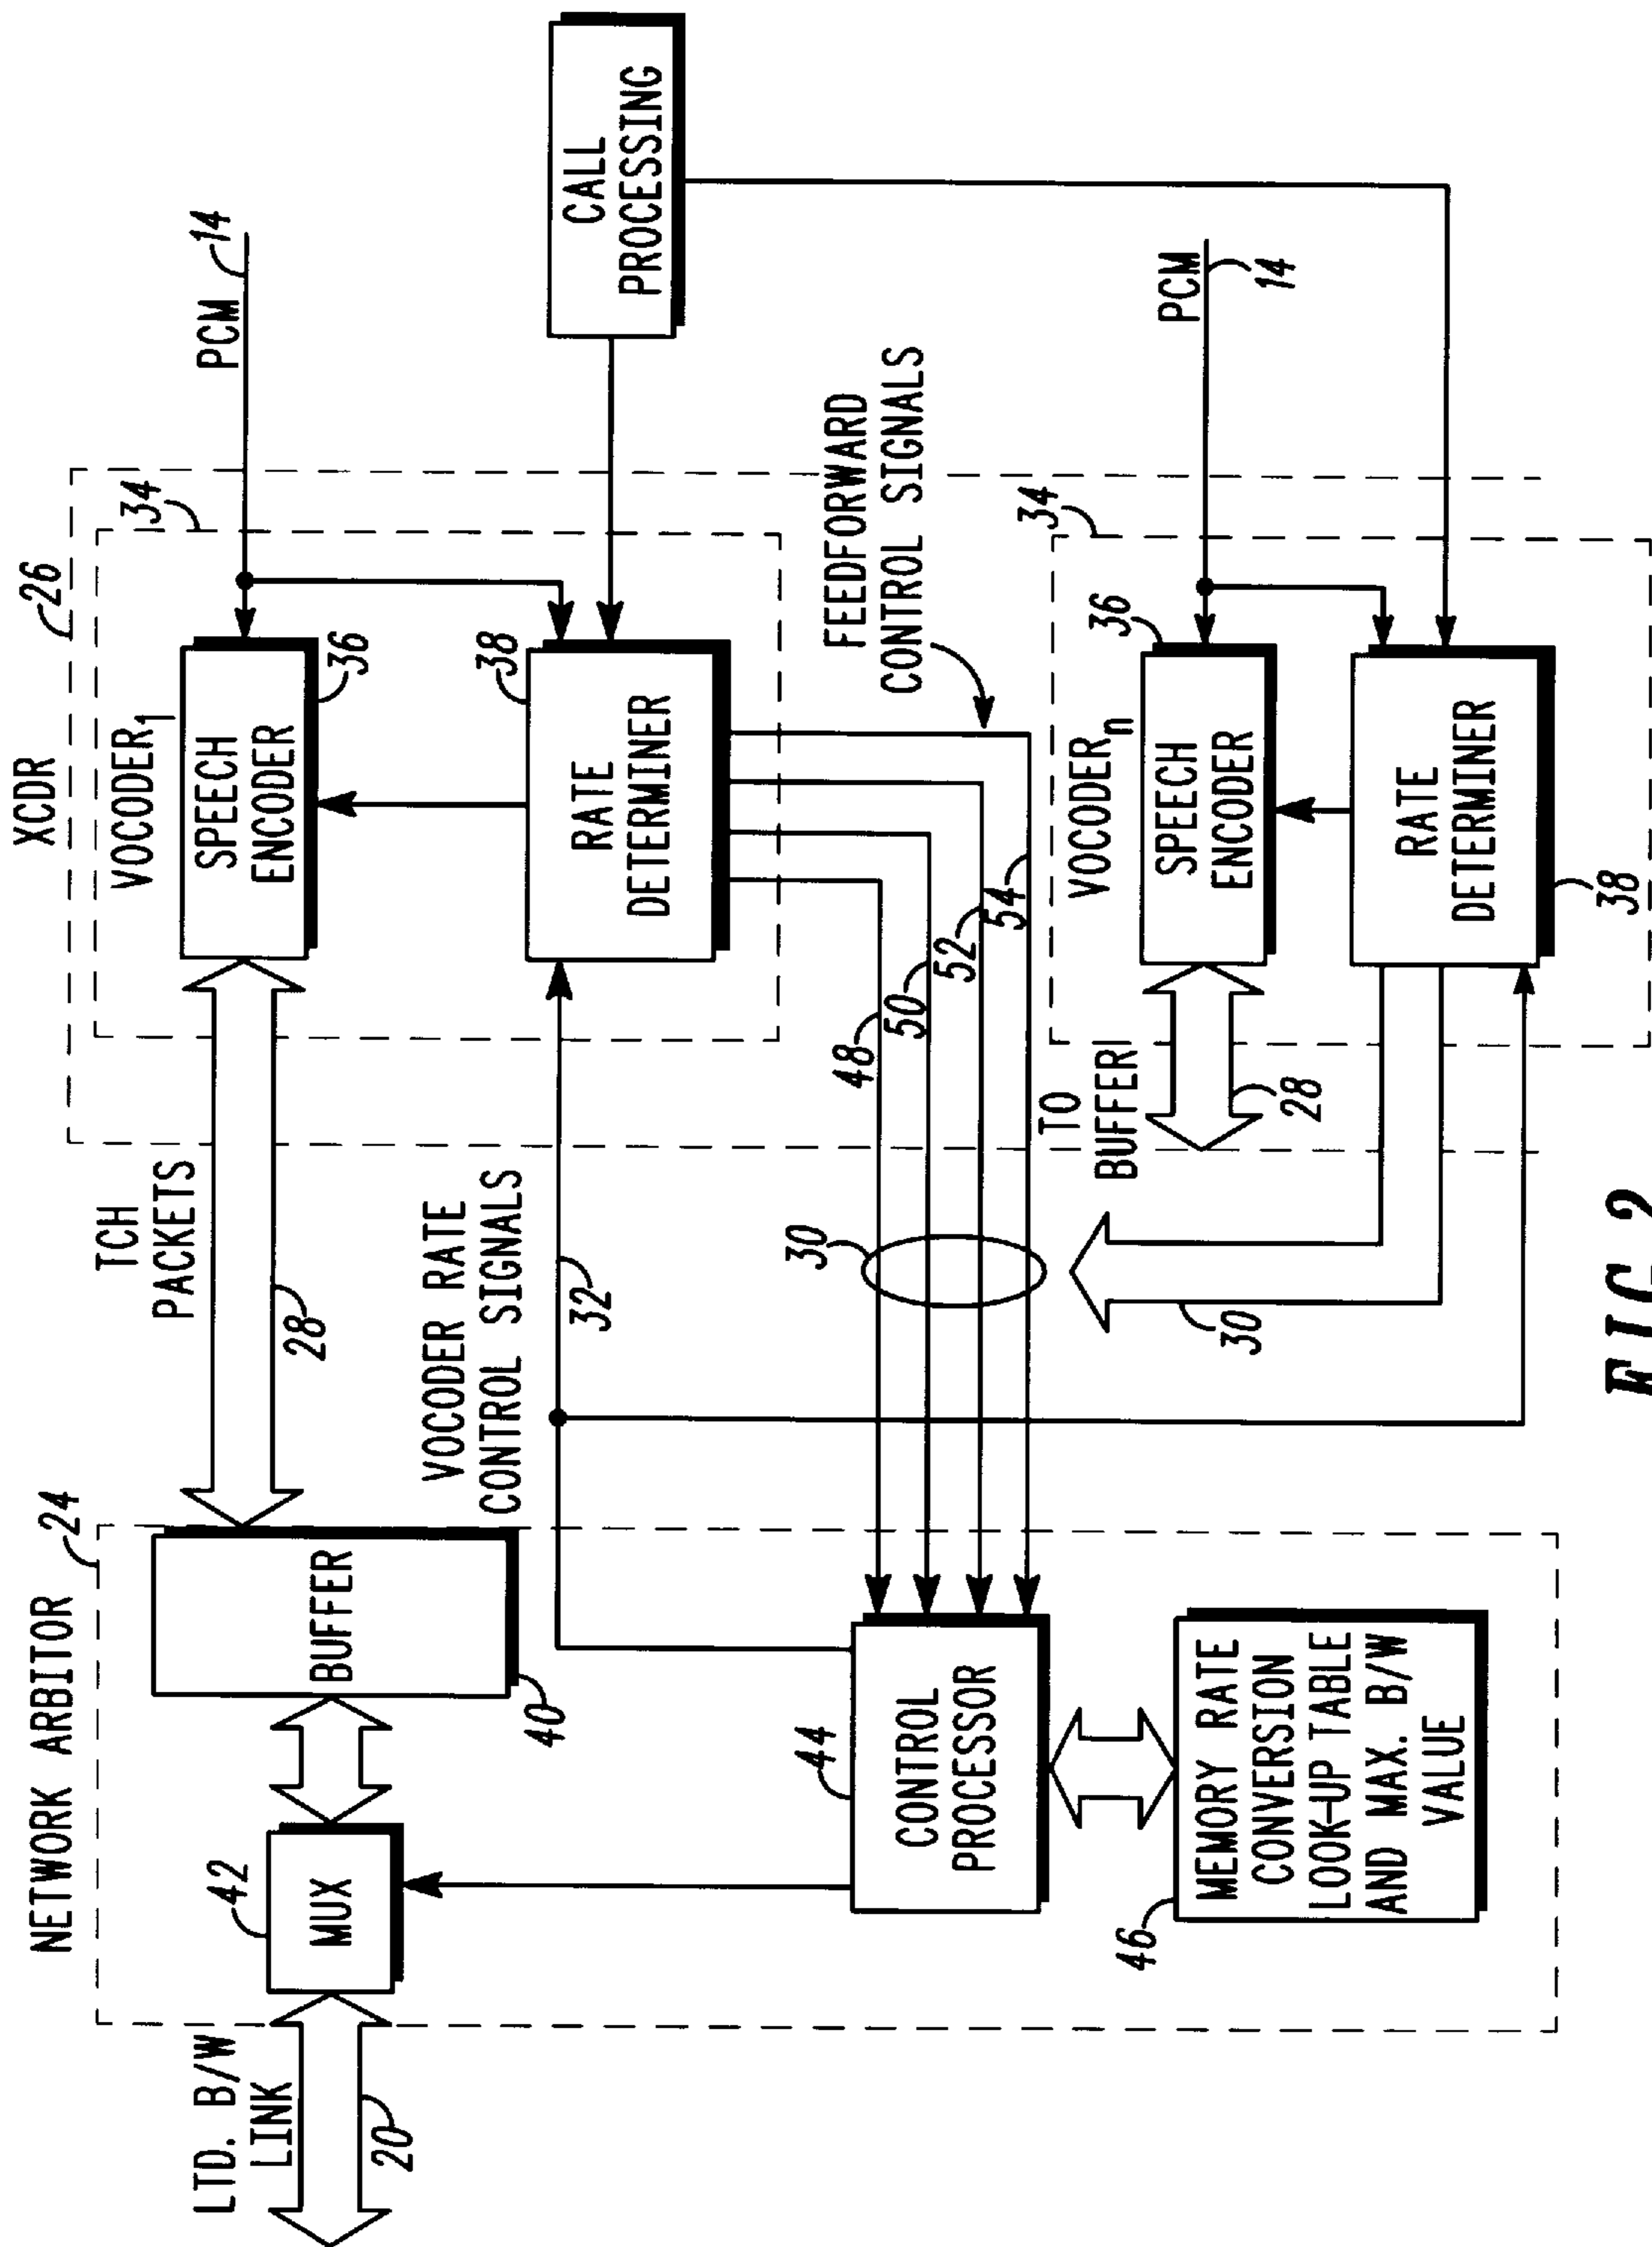 XCDR
26
NETWORK ARBITOR
24
LTD. B/W
LINK
20
42
MUX
BUFFER
40
TCH
PACKETS
28
VOCODER1
34
SPEECH
ENCODER
36
PCM
14
VOCODER RATE
CONTROL SIGNALS
32
RATE
DETERMINER
38
CALL
PROCESSING
44
CONTROL
PROCESSOR
30
48
50
52
54
FEEDFORWARD
CONTROL SIGNALS
46
MEMORY RATE
CONVERSION
LOOK-UP TABLE
AND MAX. B/W
VALUE
30
TO
BUFFER
28
VOCODERn
34
SPEECH
ENCODER
36
PCM
14
RATE
DETERMINER
38
FIG.2